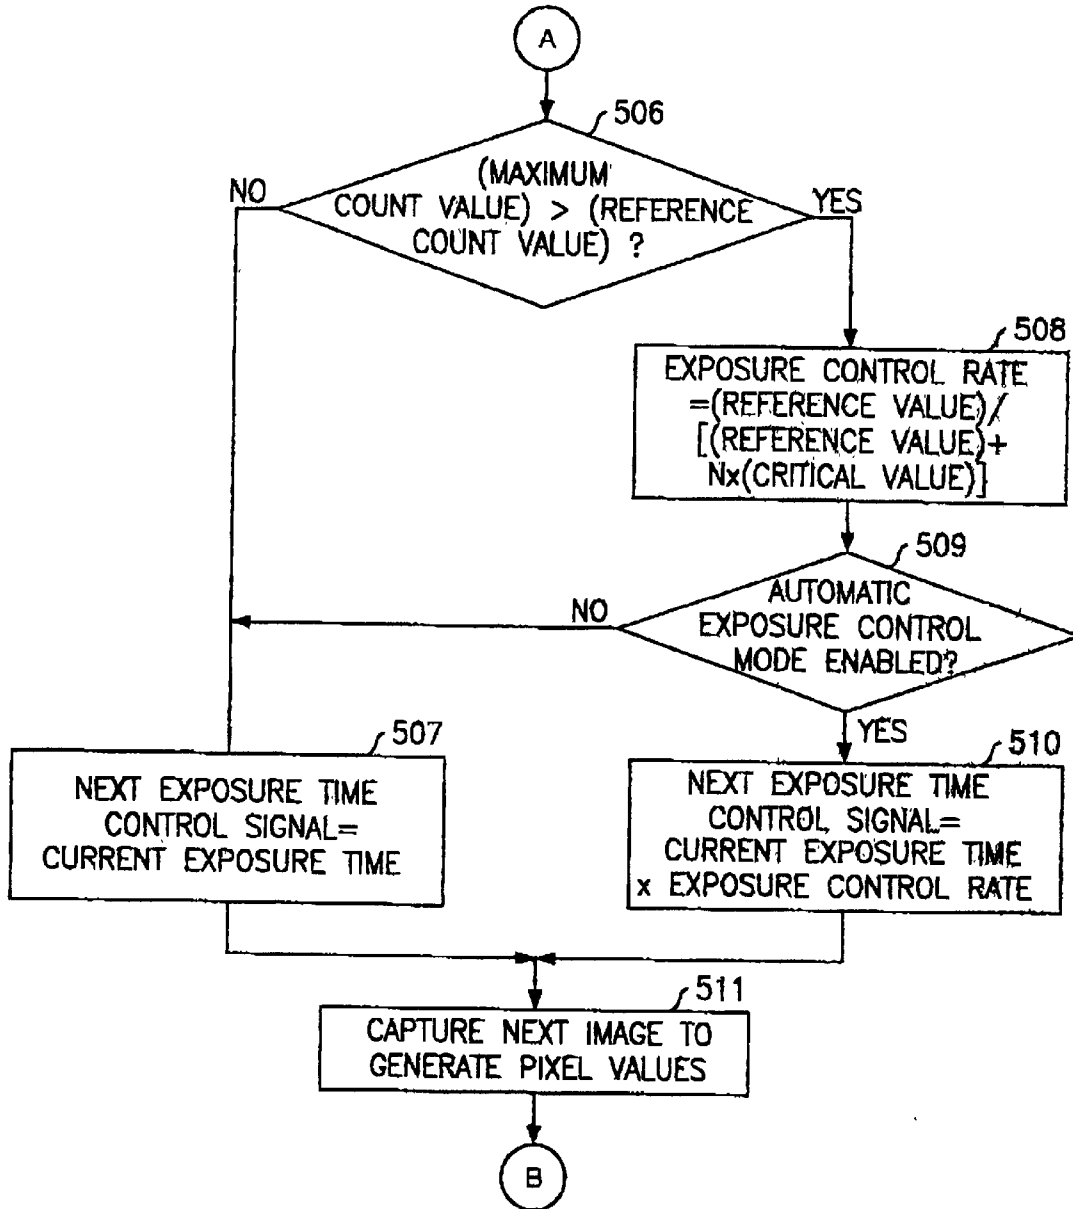 A
506
(MAXIMUM
COUNT VALUE) > (REFERENCE
COUNT VALUE) ?
NO
YES
508
EXPOSURE CONTROL RATE
=(REFERENCE VALUE)/
[(REFERENCE VALUE)+
Nx(CRITICAL VALUE)]
509
AUTOMATIC
EXPOSURE CONTROL
MODE ENABLED?
NO
YES
507
NEXT EXPOSURE TIME
CONTROL SIGNAL=
CURRENT EXPOSURE TIME
510
NEXT EXPOSURE TIME
CONTROL SIGNAL=
CURRENT EXPOSURE TIME
x EXPOSURE CONTROL RATE
511
CAPTURE NEXT IMAGE TO
GENERATE PIXEL VALUES
B